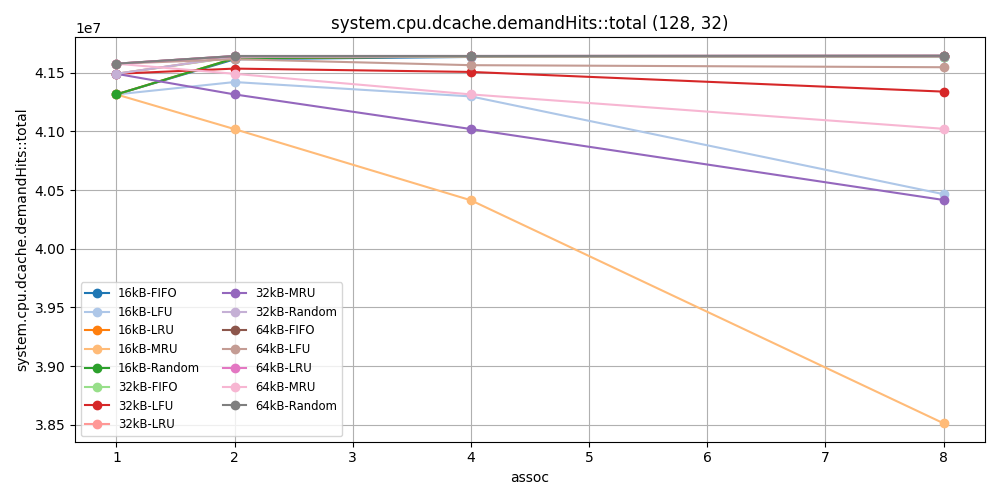 system.cpu.dcache.demandHits::total (128, 32)
1e7
4.15
4.10
4.05
4.00
3.95
3.90
3.85
system.cpu.dcache.demandHits::total
16kB-FIFO
16kB-LFU
16kB-LRU
16kB-MRU
16kB-Random
32kB-FIFO
32kB-LFU
32kB-LRU
32kB-MRU
32kB-Random
64kB-FIFO
64kB-LFU
64kB-LRU
64kB-MRU
64kB-Random
1 2 3 4 5 6 7 8
assoc